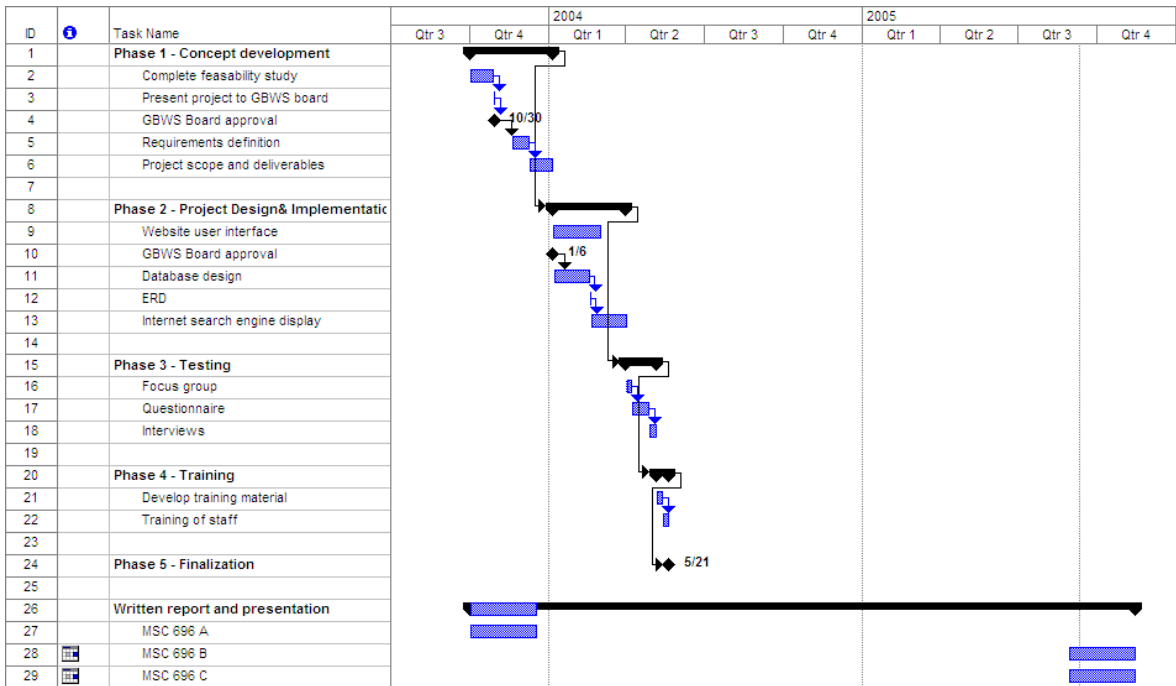 2004 2005
ID Task Name Qtr 3 Qtr 4 Qtr 1 Qtr 2 Qtr 3 Qtr 4 Qtr 1 Qtr 2 Qtr 3 Qtr 4
1 Phase 1 - Concept development
2 Complete feasability study
3 Present project to GBWS board
4 GBWS Board approval 10/30
5 Requirements definition
6 Project scope and deliverables
7
8 Phase 2 - Project Design& Implementatic
9 Website user interface
10 GBWS Board approval 1/6
11 Database design
12 ERD
13 Internet search engine display
14
15 Phase 3 - Testing
16 Focus group
17 Questionnaire
18 Interviews
19
20 Phase 4 - Training
21 Develop training material
22 Training of staff
23
24 Phase 5 - Finalization 5/21
25
26 Written report and presentation
27 MSC 696 A
28 MSC 696 B
29 MSC 696 C